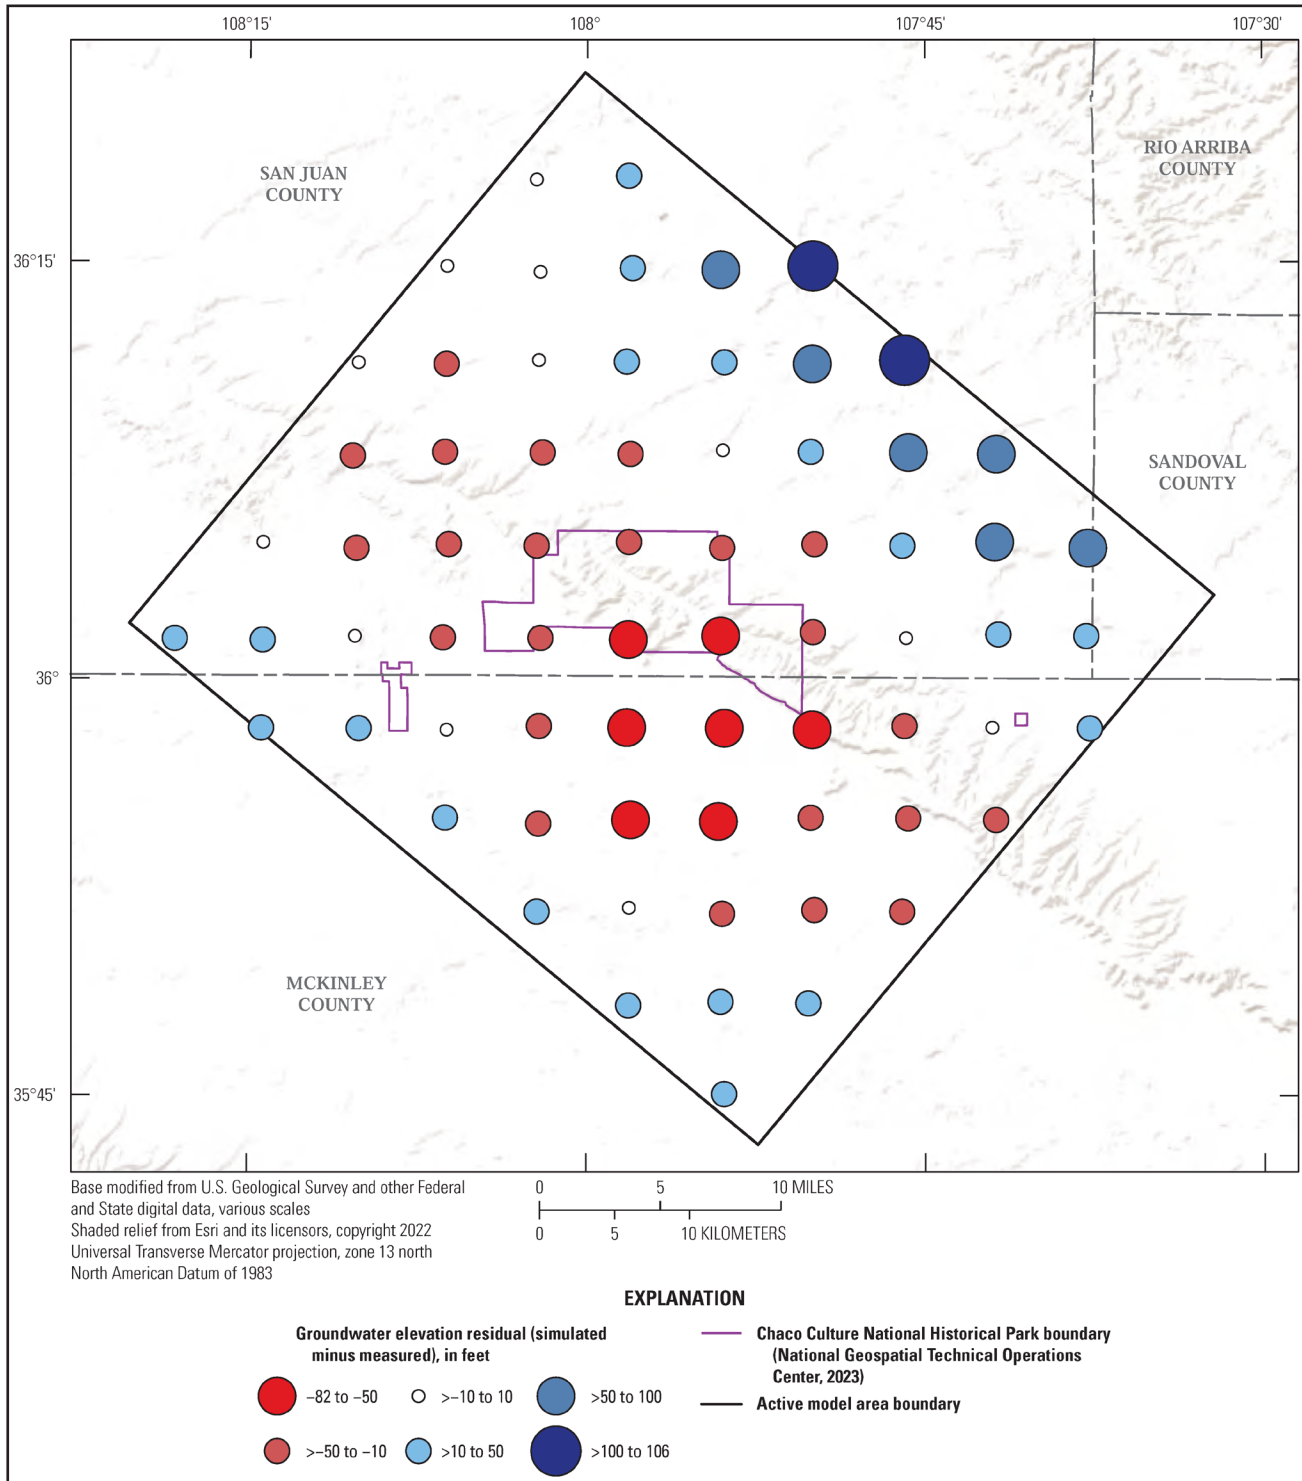 108°15'
108°
107°45'
107°30'
SAN JUAN
COUNTY
RIO ARRIBA
COUNTY
36°15'
SANDOVAL
COUNTY
36°
MCKINLEY
COUNTY
35°45'
Base modified from U.S. Geological Survey and other Federal
and State digital data, various scales
Shaded relief from Esri and its licensors, copyright 2022
Universal Transverse Mercator projection, zone 13 north
North American Datum of 1983
0 5 10 MILES
0 5 10 KILOMETERS
EXPLANATION
Groundwater elevation residual (simulated
minus measured), in feet
−82 to −50
>−10 to 10
>50 to 100
>−50 to −10
>10 to 50
>100 to 106
Chaco Culture National Historical Park boundary
(National Geospatial Technical Operations
Center, 2023)
Active model area boundary